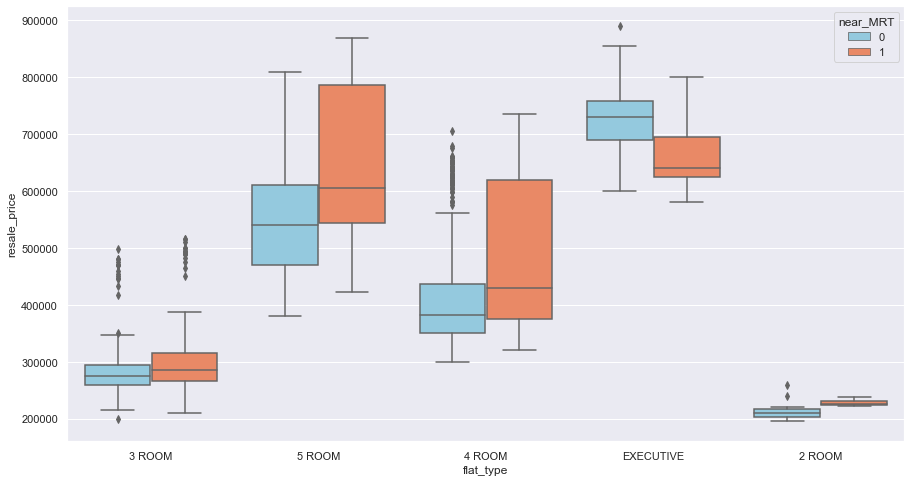 near_MRT
0
1
900000
800000
700000
600000
500000
400000
300000
200000
resale_price
3 ROOM 5 ROOM 4 ROOM EXECUTIVE 2 ROOM
flat_type